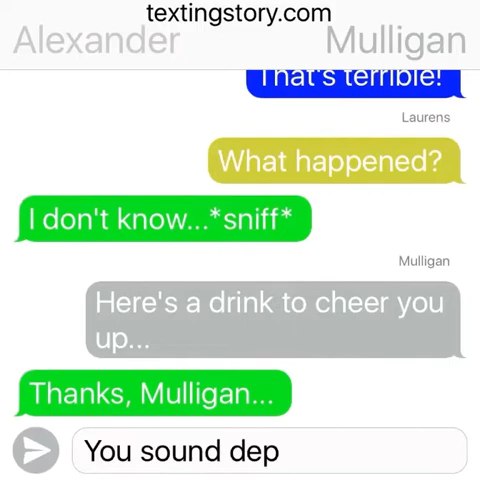 textingstory.com
Alexander Mulligan
That's terrible!
Laurens
What happened?
I don't know...*sniff*
Mulligan
Here's a drink to cheer you
up...
Thanks, Mulligan...
You sound dep